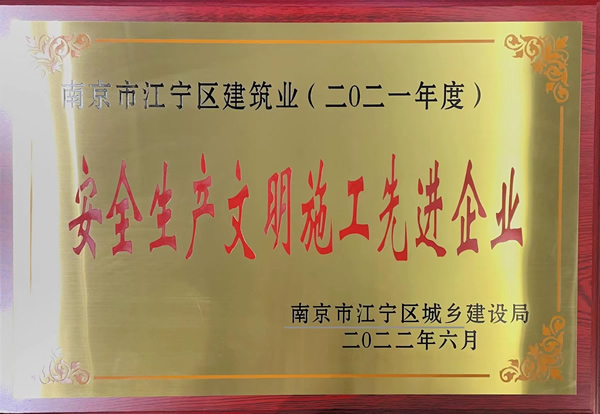 南京市江宁区建筑业（二〇二一年度）
安全生产文明施工先进企业
南京市江宁区城乡建设局
二〇二二年六月